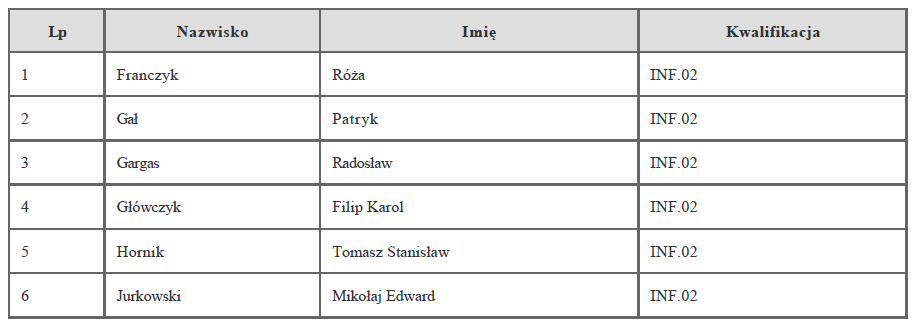 Lp Nazwisko Imię Kwalifikacja
1 Franczyk Róża INF.02
2 Gał Patryk INF.02
3 Gargas Radosław INF.02
4 Główczyk Filip Karol INF.02
5 Hornik Tomasz Stanisław INF.02
6 Jurkowski Mikołaj Edward INF.02